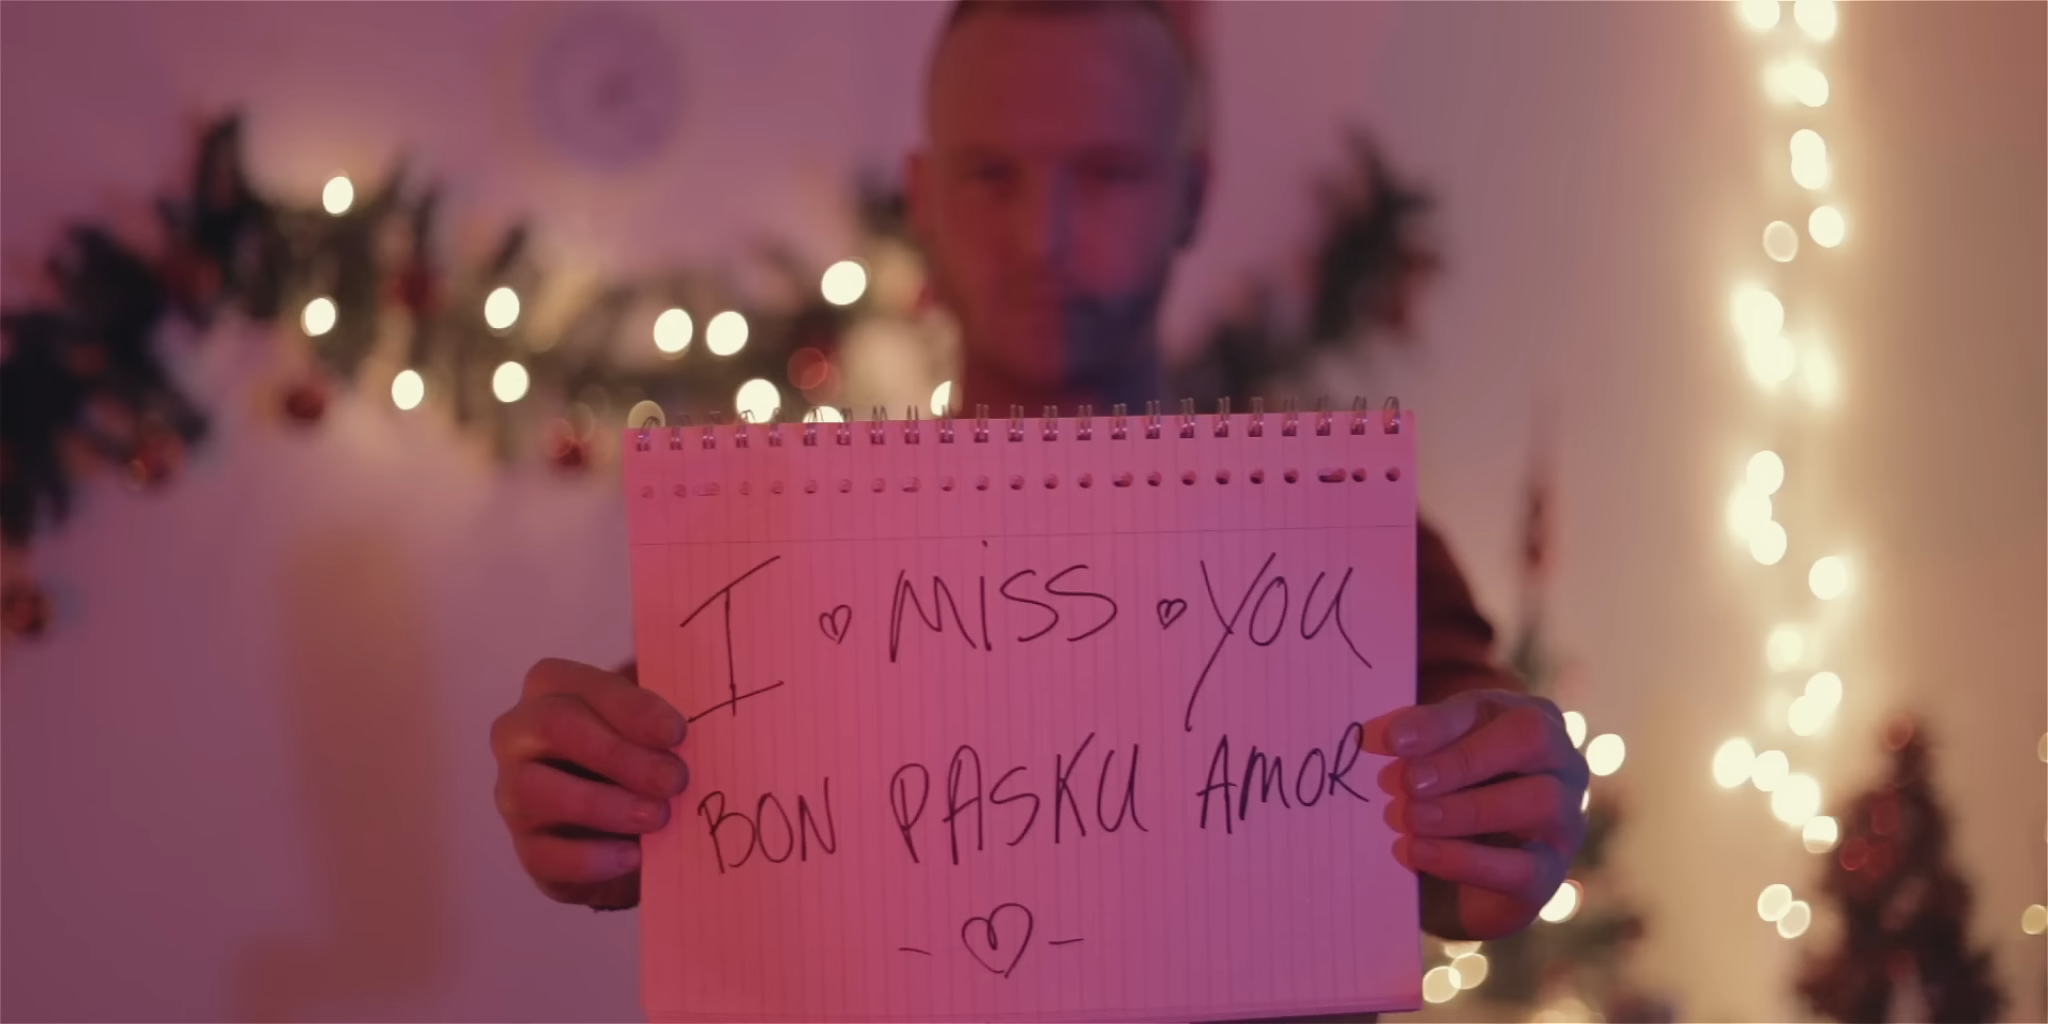 I ♡ MiSS ♡ YOU
BON PASKU AMOR
- ♡ -